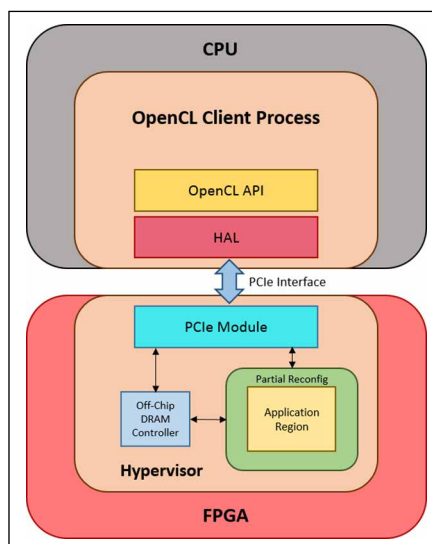 CPU
OpenCL Client Process
OpenCL API
HAL
PCIe Interface
PCIe Module
Partial Reconfig
Off-Chip
DRAM
Controller
Application
Region
Hypervisor
FPGA